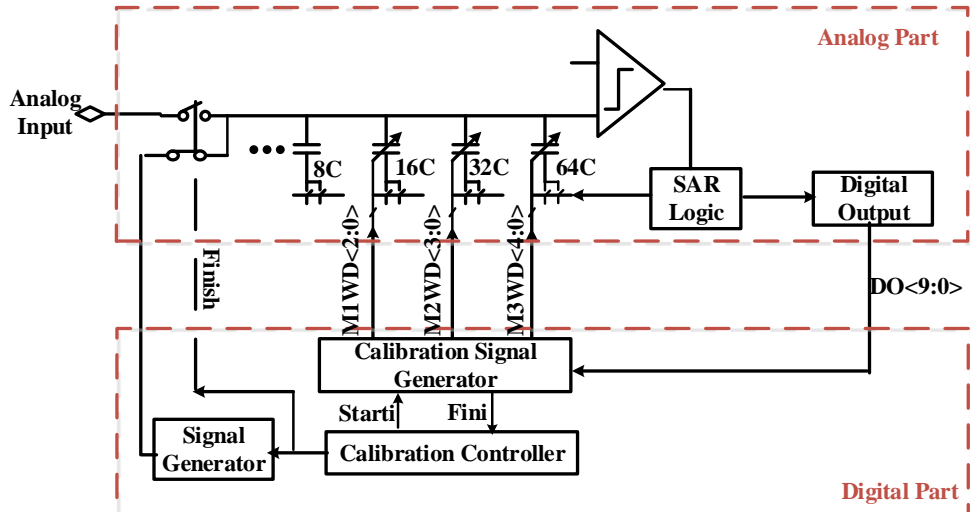 Analog Part
Analog
Input
8C
16C
32C
64C
SAR
Logic
Digital
Output
M1WD<2:0>
M2WD<3:0>
M3WD<4:0>
Finish
DO<9:0>
Calibration Signal
Generator
Starti
Fini
Signal
Generator
Calibration Controller
Digital Part